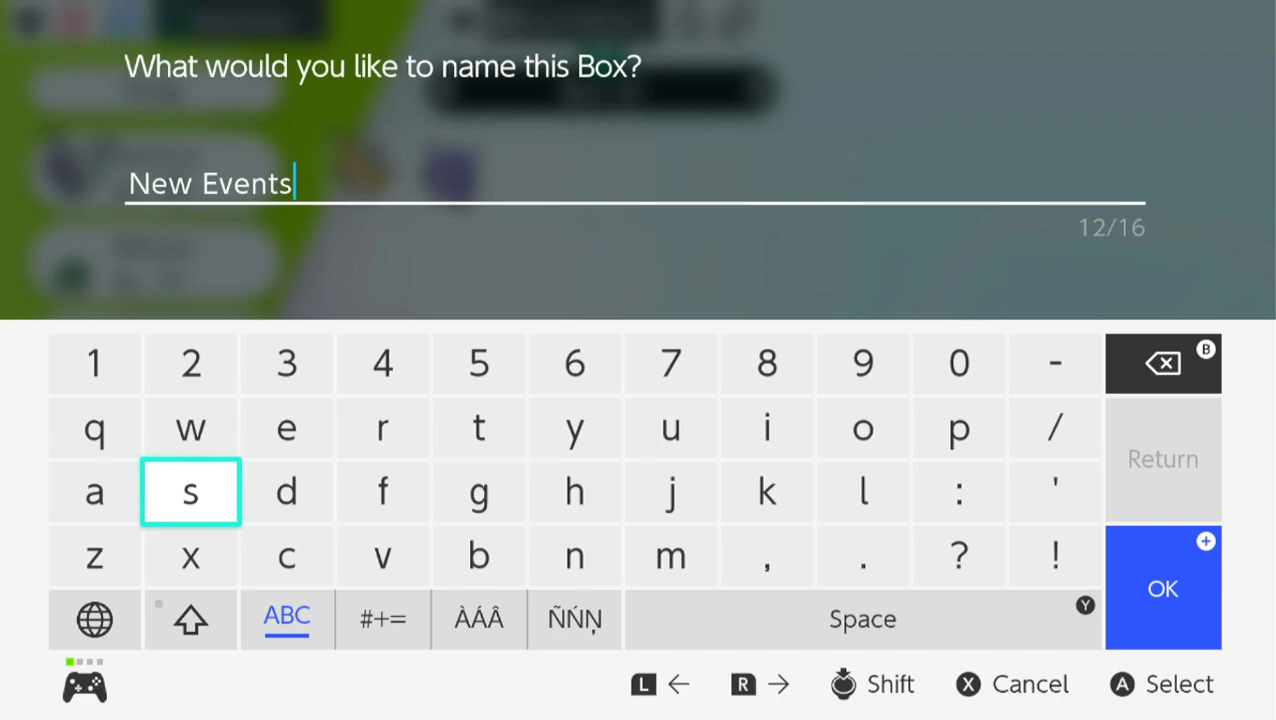 What would you like to name this Box?
New Events
12/16
1 2 3 4 5 6 7 8 9 0 - B
q w e r t y u i o p / Return
a s d f g h j k l : '
z x c v b n m , . ? ! + OK
ABC #+= ÀÁÂ ÑŃŅ Space Y
L ← R → Shift X Cancel A Select